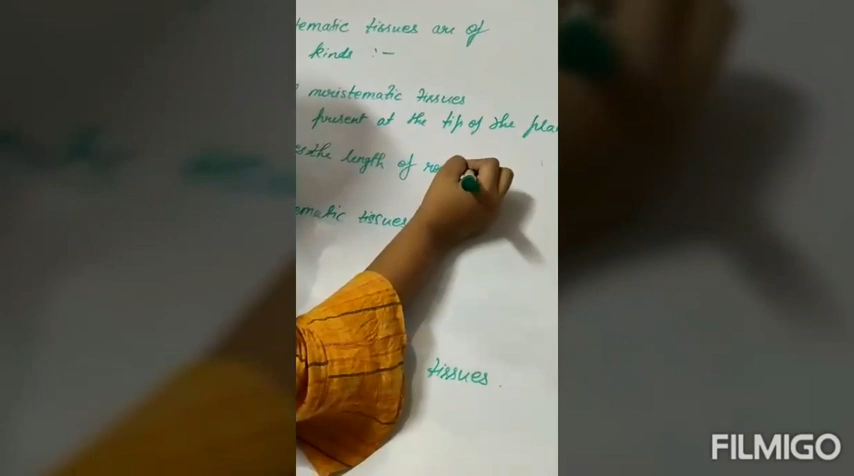 tematic tissues are of
kinds :-
meristematic tissues
present at the tip of the pla
the length of ro
ematic tissues
tissues.
FILMIGO